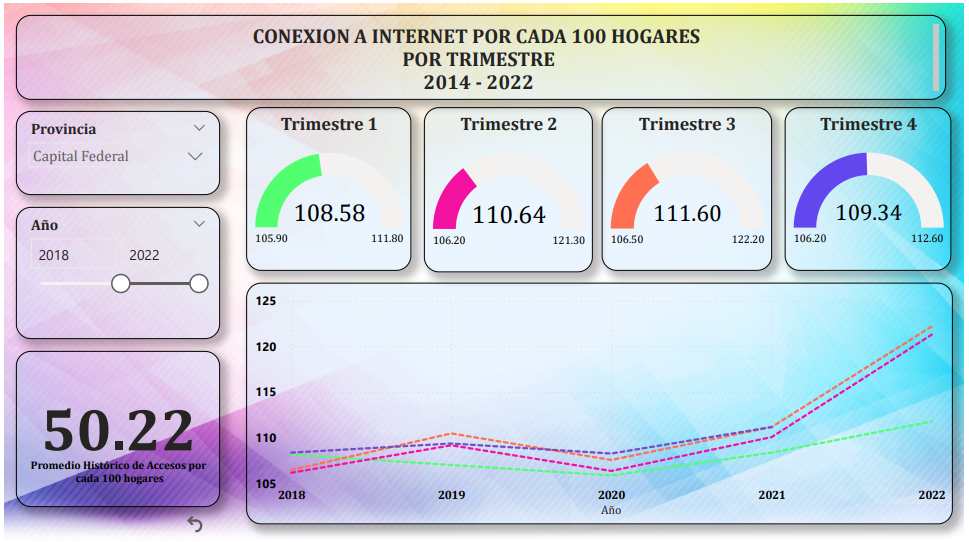 CONEXION A INTERNET POR CADA 100 HOGARES
POR TRIMESTRE
2014 - 2022
Provincia
Capital Federal
Año
2018 2022
50.22
Promedio Histórico de Accesos por
cada 100 hogares
Trimestre 1
108.58
105.90 111.80
Trimestre 2
110.64
106.20 121.30
Trimestre 3
111.60
106.50 122.20
Trimestre 4
109.34
106.20 112.60
125
120
115
110
105
2018 2019 2020 2021 2022
Año